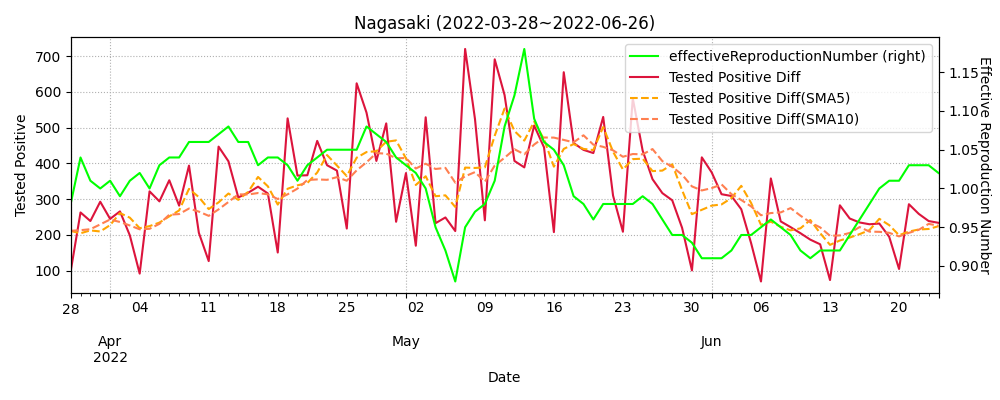 Nagasaki (2022-03-28~2022-06-26)
effectiveReproductionNumber (right)
Tested Positive Diff
Tested Positive Diff(SMA5)
Tested Positive Diff(SMA10)
Tested Positive
700
600
500
400
300
200
100
1.15
1.10
1.05
1.00
0.95
0.90
Effective Reproduction Number
28 04 11 18 25 02 09 16 23 30 06 13 20
Apr May Jun
2022
Date